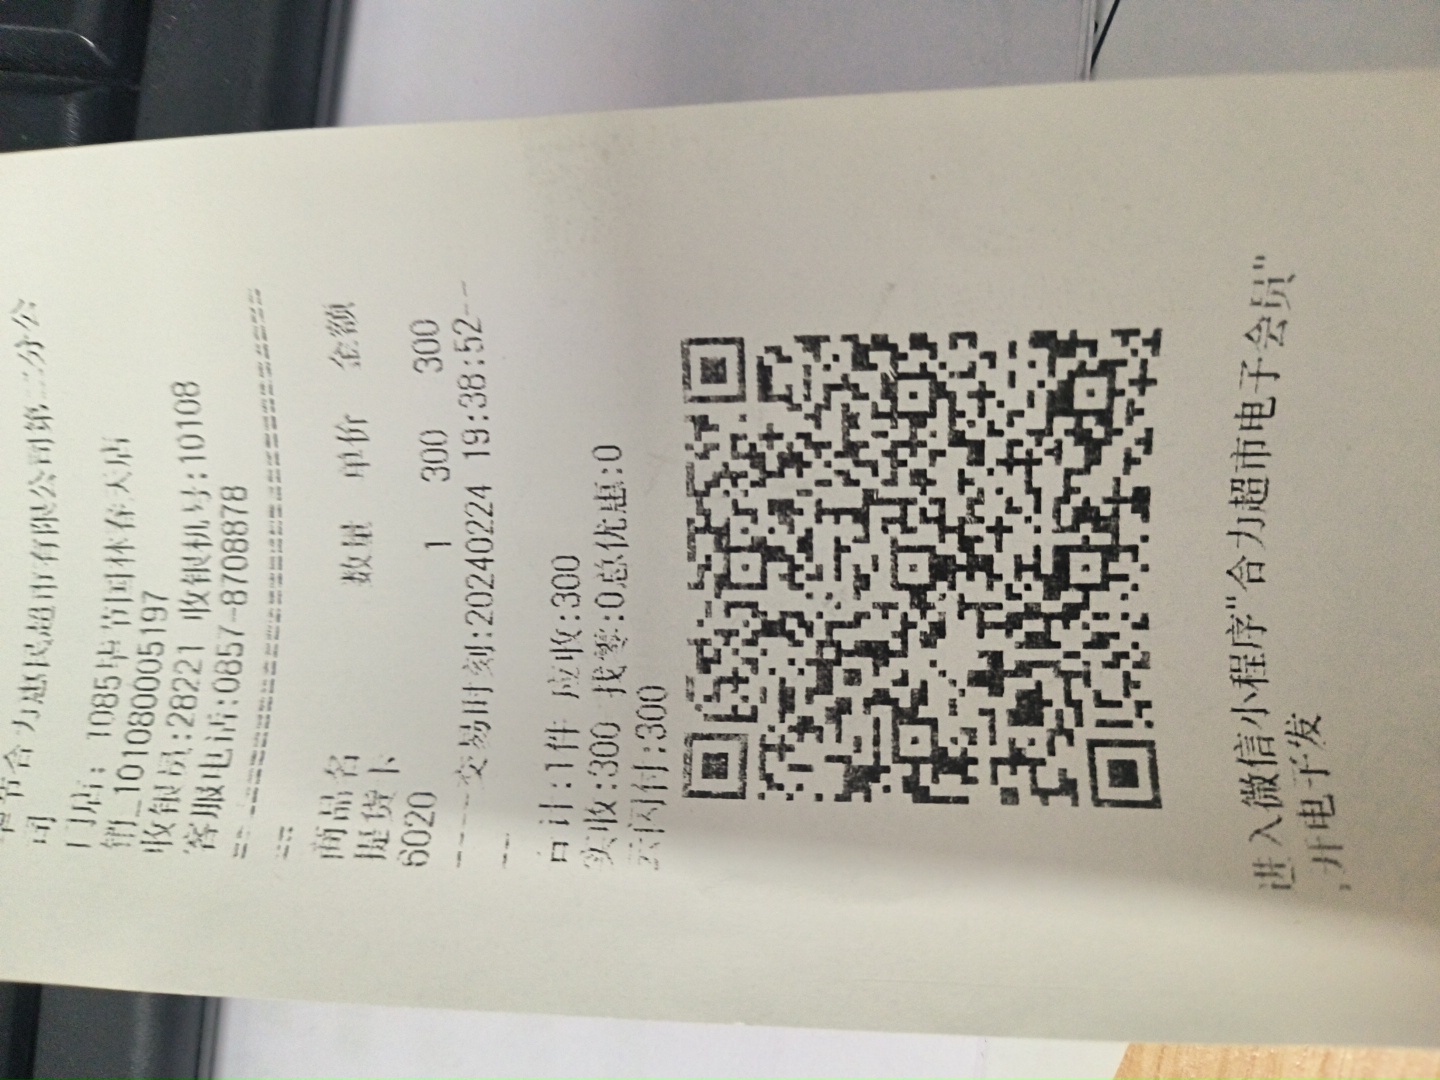 毕节合力惠民超市有限公司第二分公
司
门店: 1085毕节国林春天店
销_101080005197
收银员:28221 收银机号:10108
客服电话:0857-8708878
商品名 数量 单价 金额
提货卡
6020 1 300 300
----交易时刻:20240224 19:38:52--
--
合计:1件 应收:300
实收:300 找零:0总优惠:0
云闪付:300
进入微信小程序"合力超市电子会员"
,开电子发